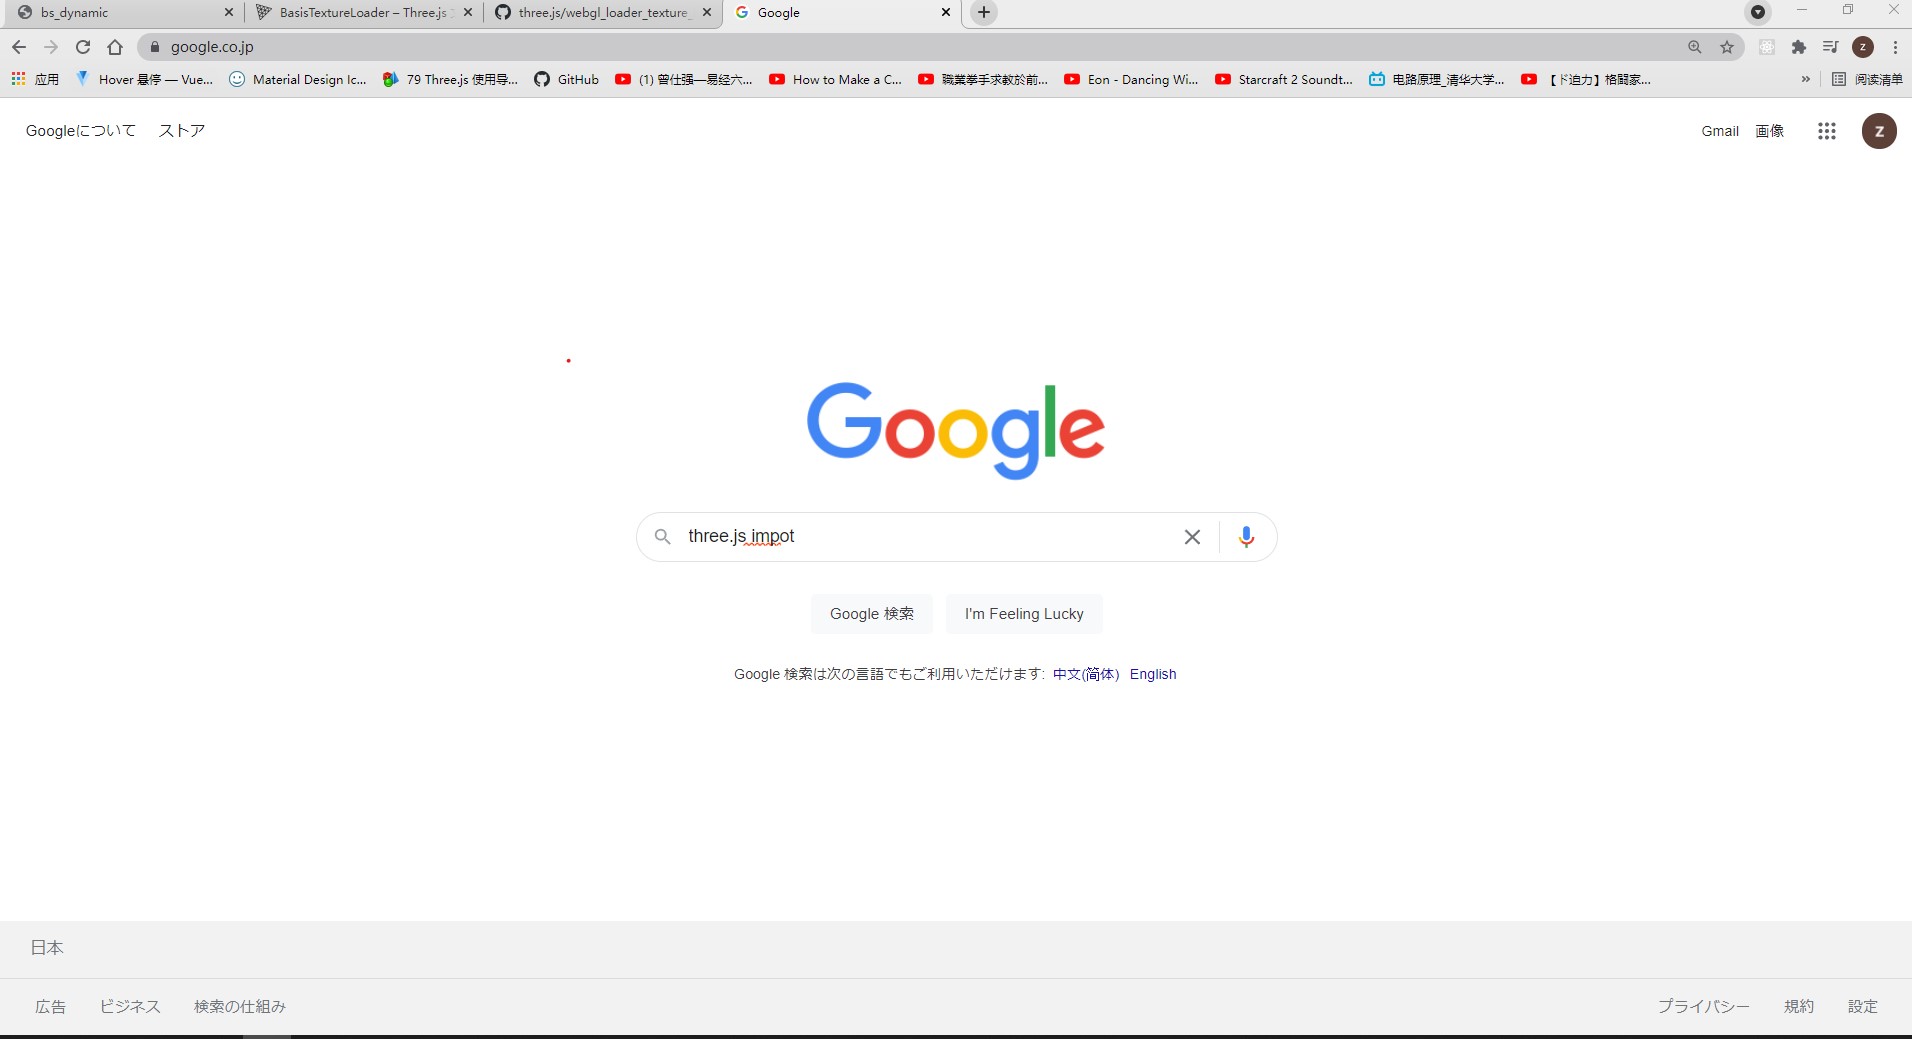 bs_dynamic
BasisTextureLoader – Three.js
three.js/webgl_loader_texture_
Google
google.co.jp
z
应用
Hover 悬停 — Vue...
Material Design Ic...
79 Three.js 使用导...
GitHub
(1) 曾仕强—易经六...
How to Make a C...
職業拳手求教於前...
Eon - Dancing Wi...
Starcraft 2 Soundt...
电路原理_清华大学...
【ド迫力】格闘家...
»
阅读清单
Googleについて ストア
Gmail 画像
z
Google
three.js impot
Google 検索
I'm Feeling Lucky
Google 検索は次の言語でもご利用いただけます: 中文(简体) English
日本
広告 ビジネス 検索の仕組み
プライバシー 規約 設定